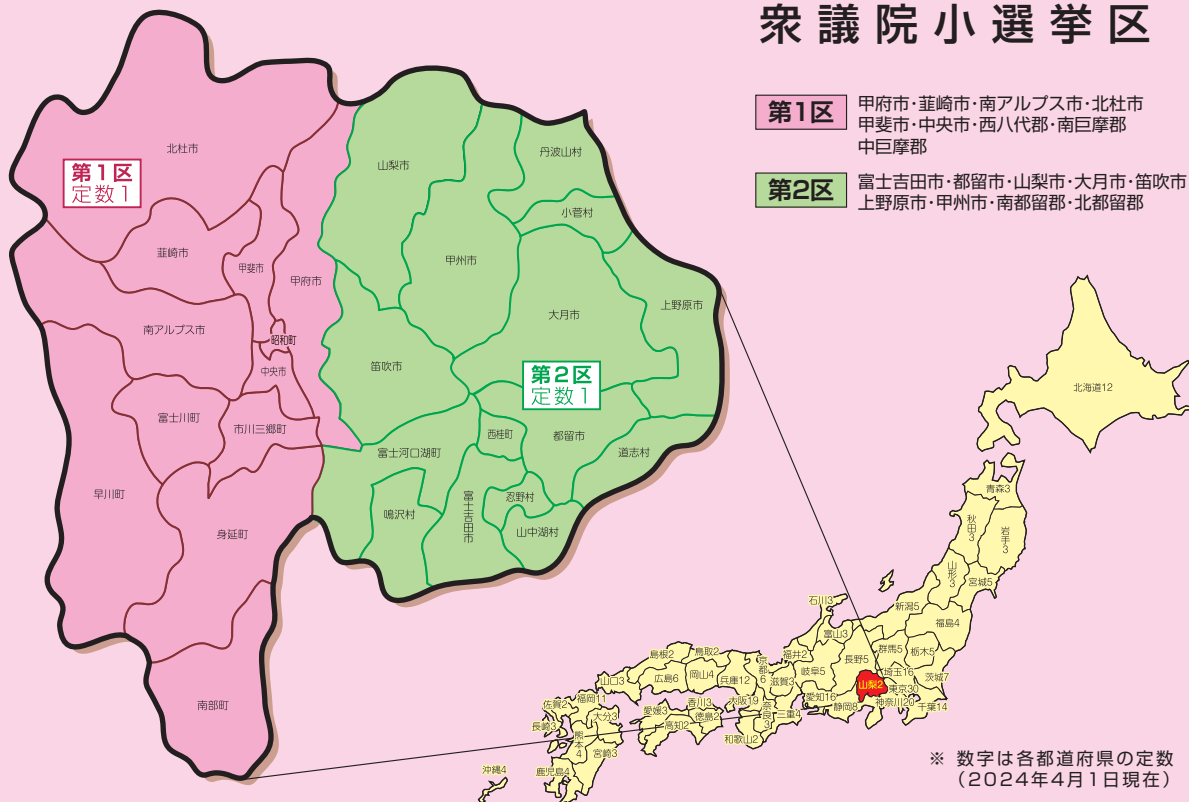 衆議院小選挙区
第1区
甲府市・韮崎市・南アルプス市・北杜市
甲斐市・中央市・西八代郡・南巨摩郡
中巨摩郡
第2区
富士吉田市・都留市・山梨市・大月市・笛吹市
上野原市・甲州市・南都留郡・北都留郡
第1区
定数1
北杜市
韮崎市
甲斐市
甲府市
南アルプス市
昭和町
中央市
富士川町
市川三郷町
早川町
身延町
南部町
山梨市
丹波山村
小菅村
甲州市
大月市
上野原市
笛吹市
第2区
定数1
西桂町
都留市
道志村
富士河口湖町
鳴沢村
富士吉田市
忍野村
山中湖村
北海道12
青森3
秋田3
岩手3
山形3
宮城5
石川3
新潟5
福島4
富山3
群馬5
栃木5
島根2
鳥取2
京都6
福井2
長野5
埼玉16
茨城7
山口3
広島6
岡山4
兵庫12
滋賀3
岐阜5
山梨2
東京30
佐賀2
福岡11
香川3
大阪19
奈良3
愛知16
静岡8
神奈川20
千葉14
長崎3
大分3
愛媛3
徳島2
三重4
熊本4
高知2
和歌山2
宮崎3
沖縄4
鹿児島4
※ 数字は各都道府県の定数
(2024年4月1日現在)